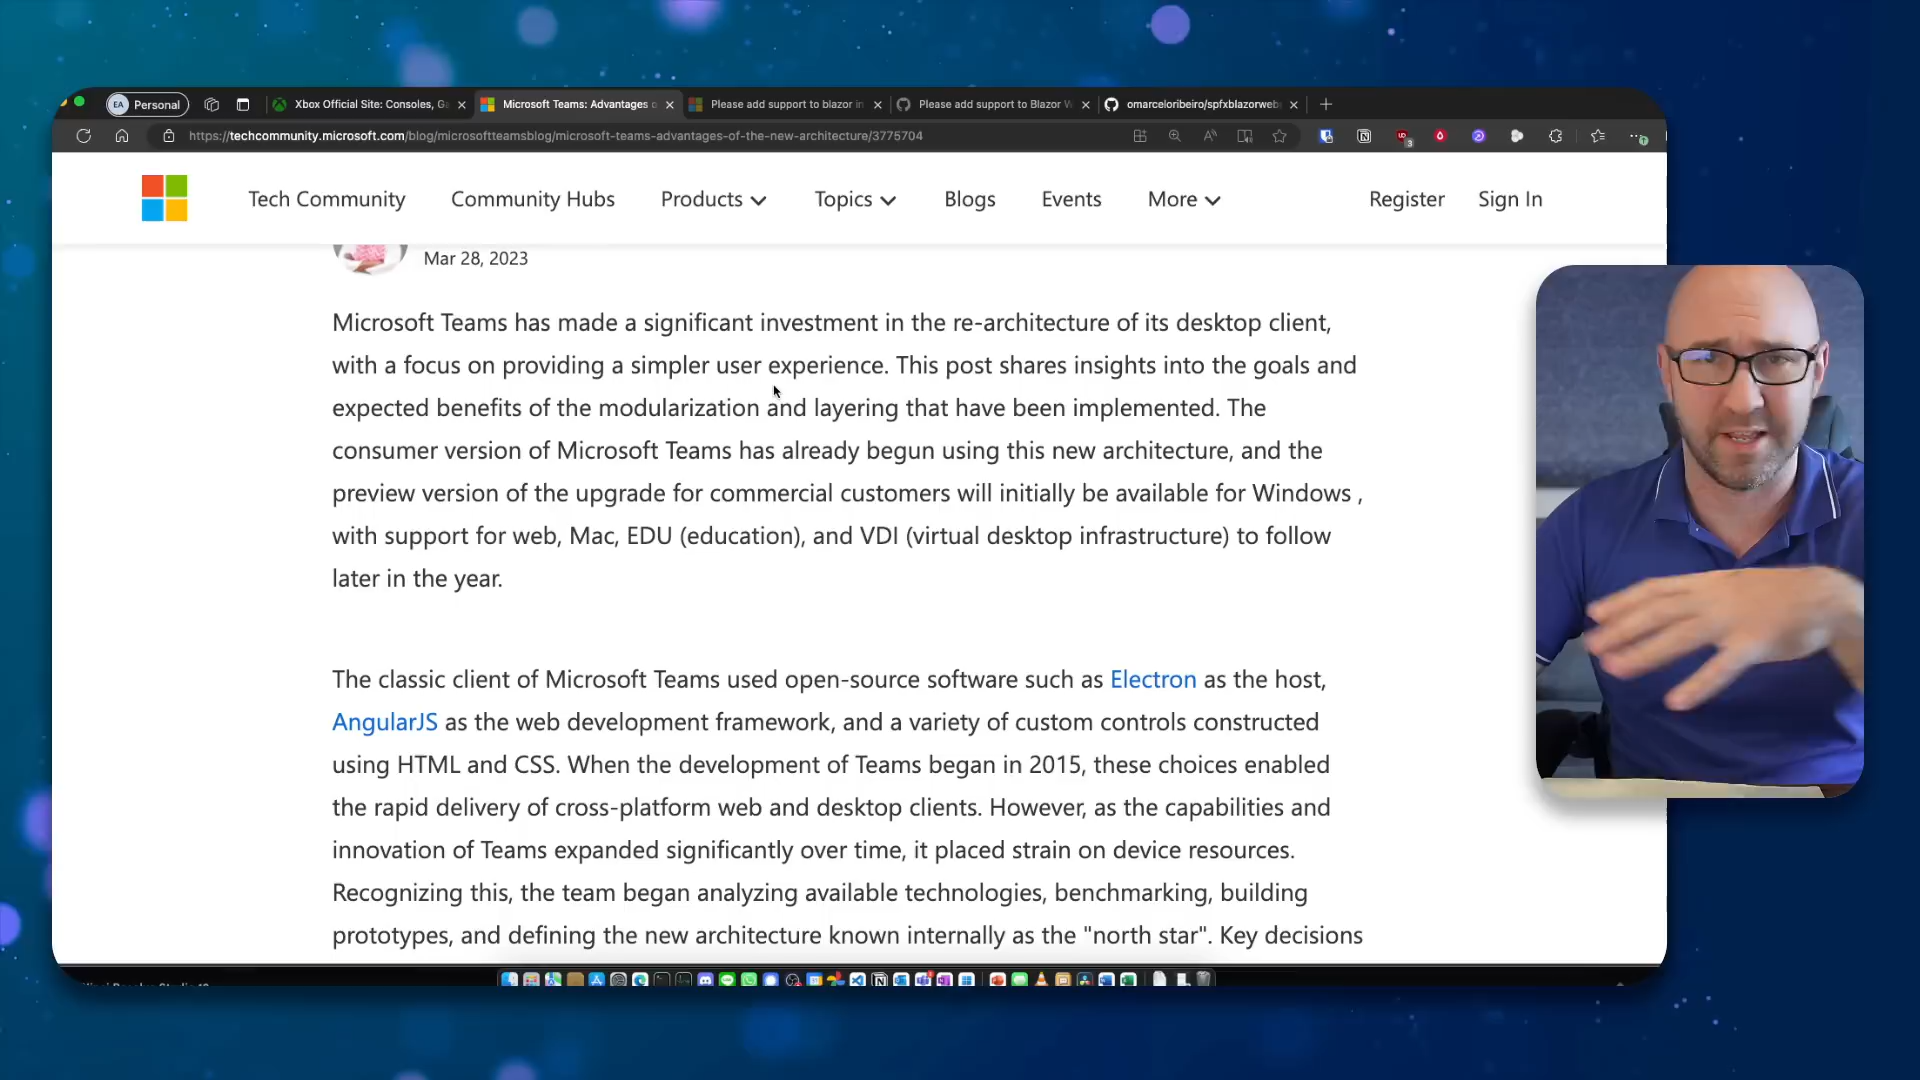 EA Personal
Xbox Official Site: Consoles, G
Microsoft Teams: Advantages o
Please add support to blazor in
Please add support to Blazor W
omarceloribeiro/spfxblazorweb
https://techcommunity.microsoft.com/blog/microsoftteamsblog/microsoft-teams-advantages-of-the-new-architecture/3775704
Tech Community
Community Hubs
Products
Topics
Blogs
Events
More
Register
Sign In
Mar 28, 2023
Microsoft Teams has made a significant investment in the re-architecture of its desktop client,
with a focus on providing a simpler user experience. This post shares insights into the goals and
expected benefits of the modularization and layering that have been implemented. The
consumer version of Microsoft Teams has already begun using this new architecture, and the
preview version of the upgrade for commercial customers will initially be available for Windows ,
with support for web, Mac, EDU (education), and VDI (virtual desktop infrastructure) to follow
later in the year.
The classic client of Microsoft Teams used open-source software such as Electron as the host,
AngularJS as the web development framework, and a variety of custom controls constructed
using HTML and CSS. When the development of Teams began in 2015, these choices enabled
the rapid delivery of cross-platform web and desktop clients. However, as the capabilities and
innovation of Teams expanded significantly over time, it placed strain on device resources.
Recognizing this, the team began analyzing available technologies, benchmarking, building
prototypes, and defining the new architecture known internally as the "north star". Key decisions